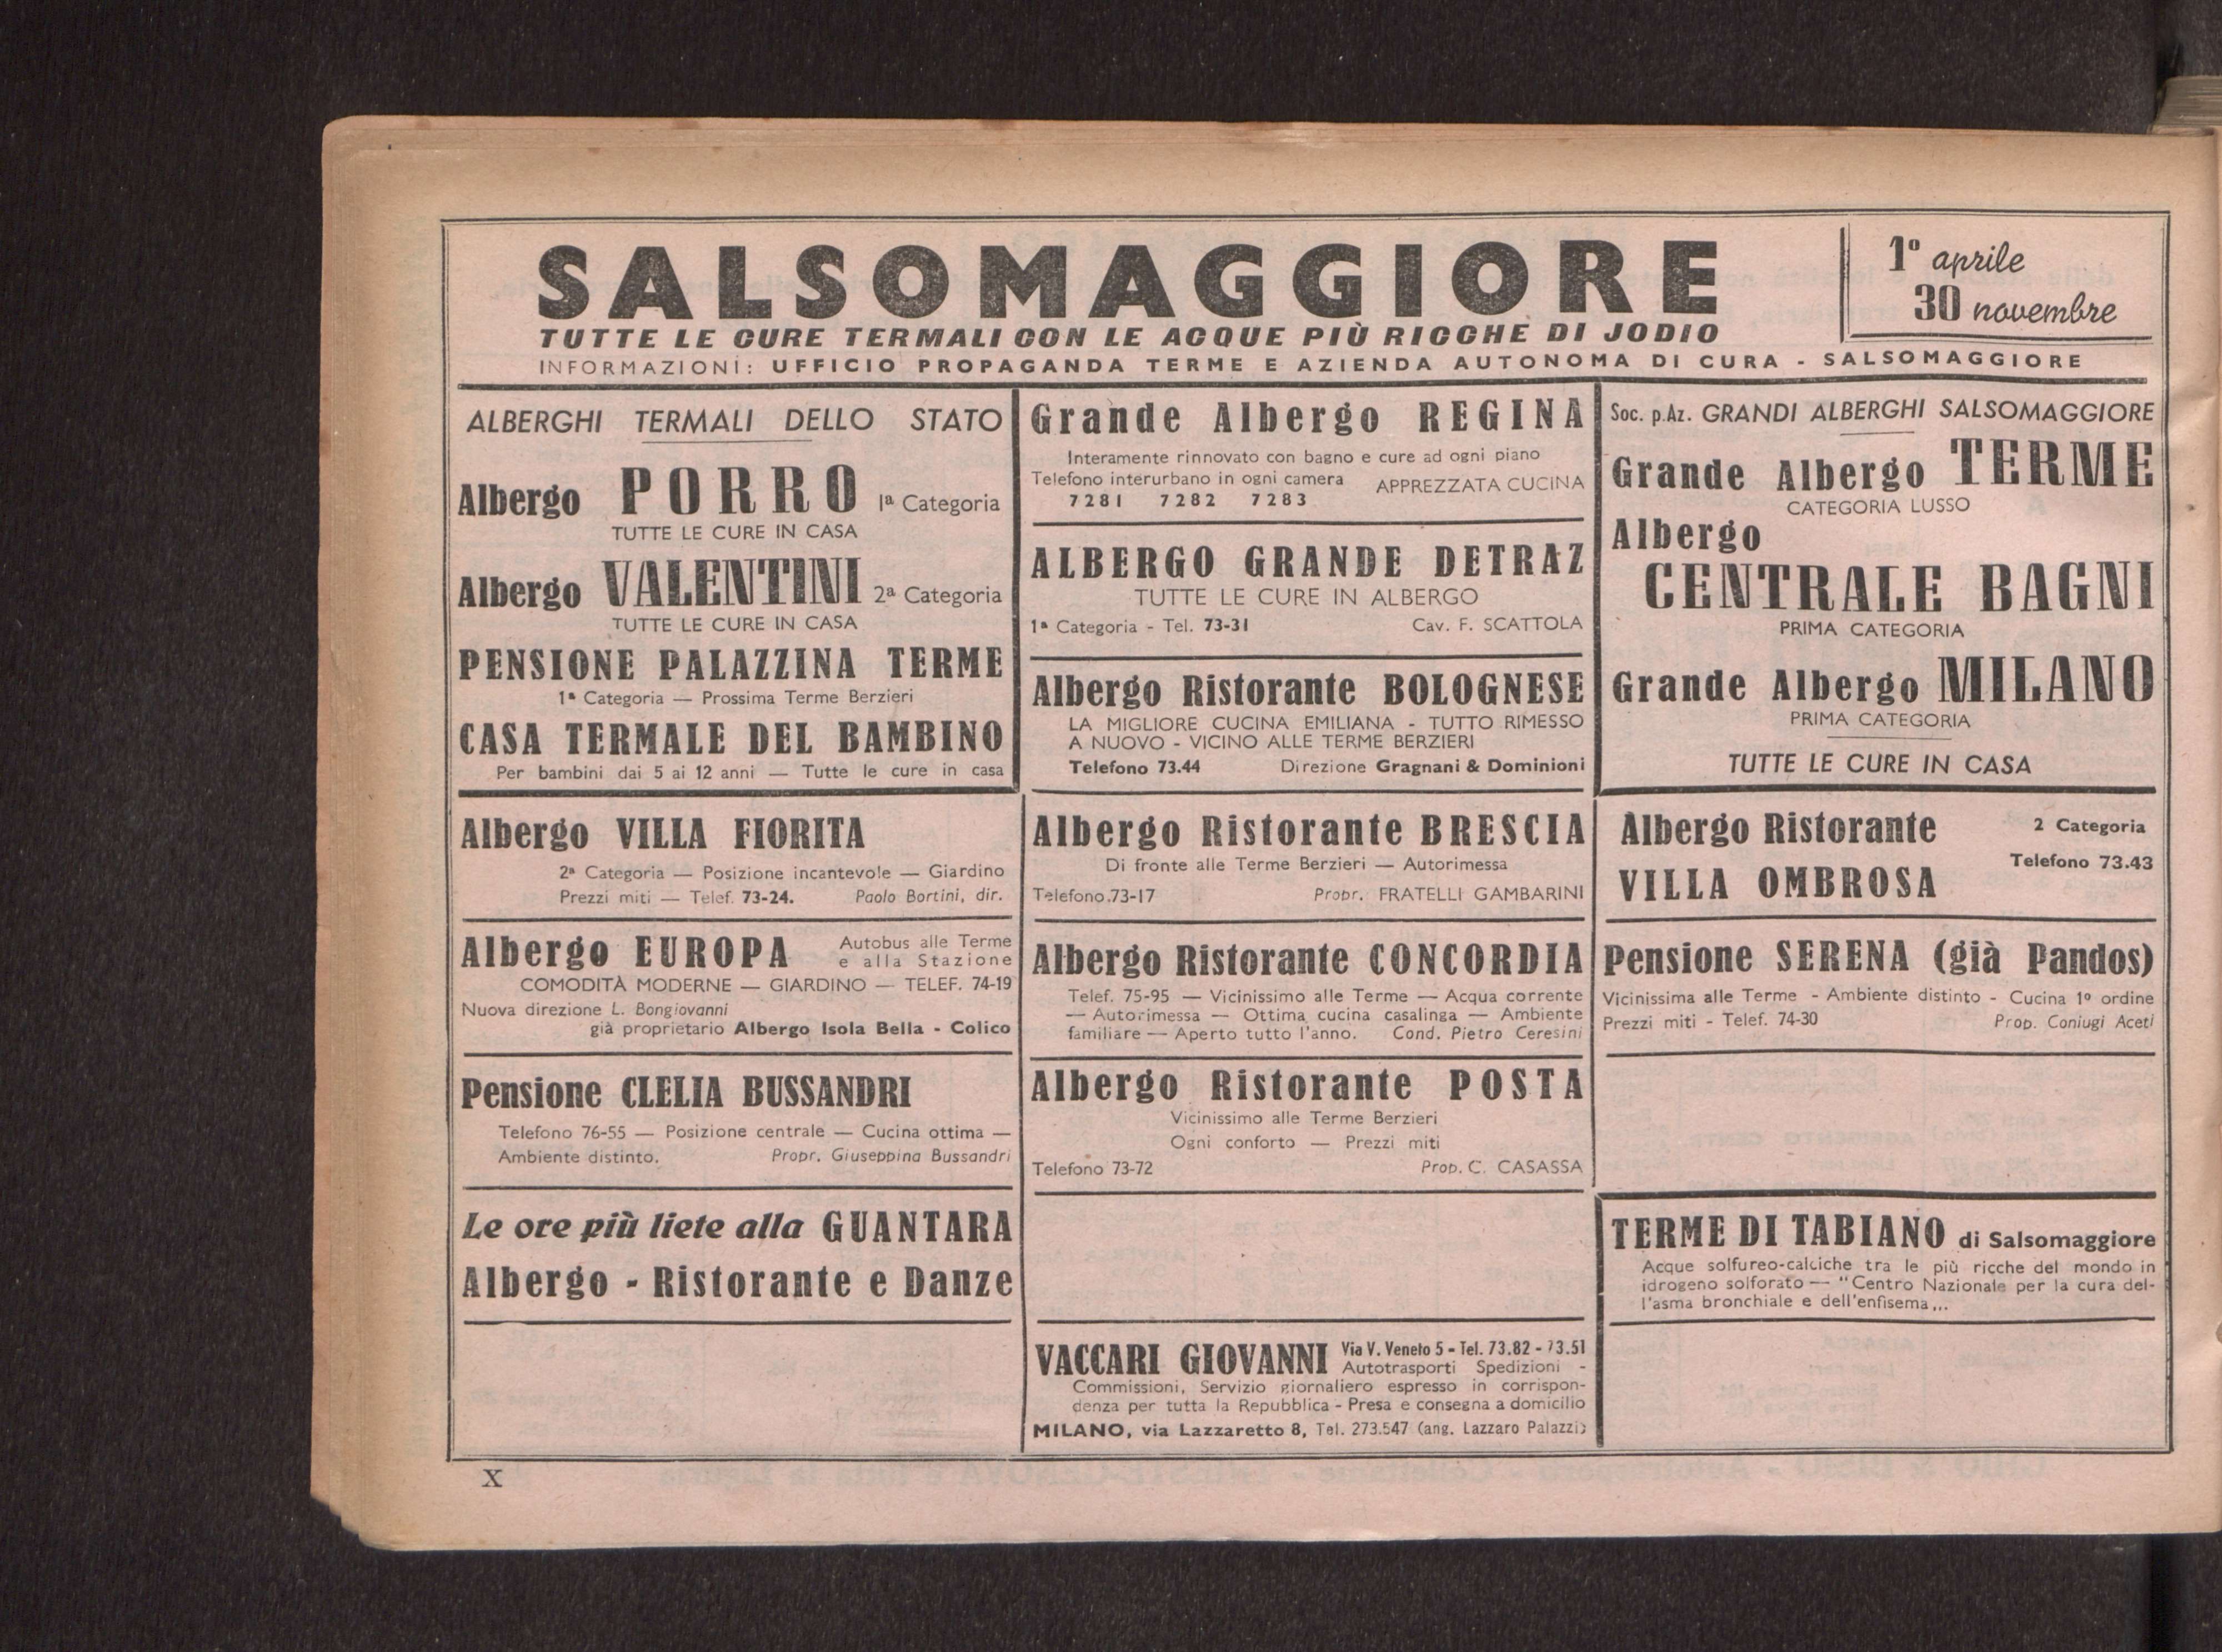 SALSOMAGGIORE
1º aprile
30 novembre
TUTTE LE CURE TERMALI CON LE ACQUE PIÙ RICCHE DI JODIO
INFORMAZIONI: UFFICIO PROPAGANDA TERME E AZIENDA AUTONOMA DI CURA - SALSOMAGGIORE
ALBERGHI TERMALI DELLO STATO
Albergo PORRO Iª Categoria
TUTTE LE CURE IN CASA
Albergo VALENTINI 2ª Categoria
TUTTE LE CURE IN CASA
PENSIONE PALAZZINA TERME
1ª Categoria — Prossima Terme Berzieri
CASA TERMALE DEL BAMBINO
Per bambini dai 5 ai 12 anni — Tutte le cure in casa
Albergo VILLA FIORITA
2ª Categoria — Posizione incantevole — Giardino
Prezzi miti — Telef. 73-24. Paolo Bortini, dir.
Albergo EUROPA Autobus alle Terme
e alla Stazione
COMODITÀ MODERNE — GIARDINO — TELEF. 74-19
Nuova direzione L. Bongiovanni
già proprietario Albergo Isola Bella - Colico
Pensione CLELIA BUSSANDRI
Telefono 76-55 — Posizione centrale — Cucina ottima —
Ambiente distinto. Propr. Giuseppina Bussandri
Le ore più liete alla GUANTARA
Albergo - Ristorante e Danze
Grande Albergo REGINA
Interamente rinnovato con bagno e cure ad ogni piano
Telefono interurbano in ogni camera APPREZZATA CUCINA
7281 7282 7283
ALBERGO GRANDE DETRAZ
TUTTE LE CURE IN ALBERGO
1ª Categoria - Tel. 73-31 Cav. F. SCATTOLA
Albergo Ristorante BOLOGNESE
LA MIGLIORE CUCINA EMILIANA - TUTTO RIMESSO
A NUOVO - VICINO ALLE TERME BERZIERI
Telefono 73.44 Direzione Gragnani & Dominioni
Albergo Ristorante BRESCIA
Di fronte alle Terme Berzieri — Autorimessa
Telefono.73-17 Propr. FRATELLI GAMBARINI
Albergo Ristorante CONCORDIA
Telef. 75-95 — Vicinissimo alle Terme — Acqua corrente
— Autorimessa — Ottima cucina casalinga — Ambiente
familiare — Aperto tutto l'anno. Cond. Pietro Ceresini
Albergo Ristorante POSTA
Vicinissimo alle Terme Berzieri
Ogni conforto — Prezzi miti
Telefono 73-72 Prop. C. CASASSA
VACCARI GIOVANNI Via V. Veneto 5 - Tel. 73.82 - 73.51
Autotrasporti Spedizioni -
Commissioni, Servizio giornaliero espresso in corrispon-
denza per tutta la Repubblica - Presa e consegna a domicilio
MILANO, via Lazzaretto 8, Tel. 273.547 (ang. Lazzaro Palazzi)
Soc. p.Az. GRANDI ALBERGHI SALSOMAGGIORE
Grande Albergo TERME
CATEGORIA LUSSO
Albergo
CENTRALE BAGNI
PRIMA CATEGORIA
Grande Albergo MILANO
PRIMA CATEGORIA
TUTTE LE CURE IN CASA
Albergo Ristorante 2 Categoria
Telefono 73.43
VILLA OMBROSA
Pensione SERENA (già Pandos)
Vicinissima alle Terme - Ambiente distinto - Cucina 1º ordine
Prezzi miti - Telef. 74-30 Prop. Coniugi Aceti
TERME DI TABIANO di Salsomaggiore
Acque solfureo-calciche tra le più ricche del mondo in
idrogeno solforato — "Centro Nazionale per la cura del-
l'asma bronchiale e dell'enfisema,,.
X